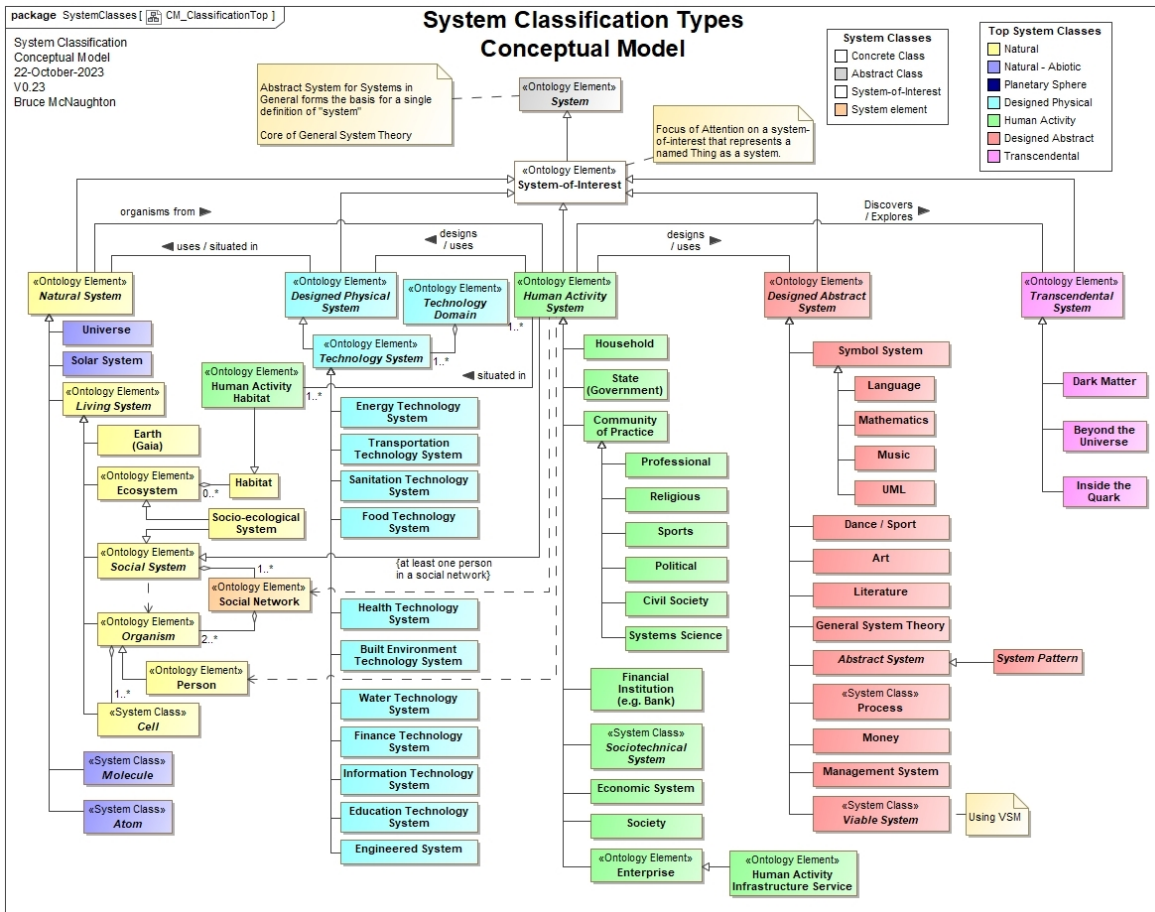 package SystemClasses [ CM_ClassificationTop ]
System Classification Types
Conceptual Model
System Classification
Conceptual Model
22-October-2023
V0.23
Bruce McNaughton
Abstract System for Systems in
General forms the basis for a single
definition of "system"
Core of General System Theory
«Ontology Element»
System
Focus of Attention on a system-
of-interest that represents a
named Thing as a system.
System Classes
Concrete Class
Abstract Class
System-of-Interest
System element
Top System Classes
Natural
Natural - Abiotic
Planetary Sphere
Designed Physical
Human Activity
Designed Abstract
Transcendental
«Ontology Element»
System-of-Interest
organisms from
uses / situated in
designs
/ uses
designs
/ uses
Discovers
/ Explores
«Ontology Element»
Natural System
«Ontology Element»
Designed Physical
System
«Ontology Element»
Technology
Domain
«Ontology Element»
Human Activity
System
«Ontology Element»
Designed Abstract
System
«Ontology Element»
Transcendental
System
1..*
1..*
situated in
1..*
Universe
Solar System
«Ontology Element»
Living System
Earth
(Gaia)
«Ontology Element»
Ecosystem
0..*
Habitat
Socio-ecological
System
«Ontology Element»
Social System
1..*
«Ontology Element»
Social Network
«Ontology Element»
Organism
2..*
«Ontology Element»
Person
1..*
«System Class»
Cell
«System Class»
Molecule
«System Class»
Atom
«Ontology Element»
Human Activity
Habitat
«Ontology Element»
Technology System
Energy Technology
System
Transportation
Technology System
Sanitation Technology
System
Food Technology
System
{at least one person
in a social network}
Health Technology
System
Built Environment
Technology System
Water Technology
System
Finance Technology
System
Information Technology
System
Education Technology
System
Engineered System
Household
State
(Government)
Community
of Practice
Professional
Religious
Sports
Political
Civil Society
Systems Science
Financial
Institution
(e.g. Bank)
«System Class»
Sociotechnical
System
Economic System
Society
«Ontology Element»
Enterprise
«Ontology Element»
Human Activity
Infrastructure Service
Symbol System
Language
Mathematics
Music
UML
Dance / Sport
Art
Literature
General System Theory
Abstract System
System Pattern
«System Class»
Process
Money
Management System
«System Class»
Viable System
Using VSM
Dark Matter
Beyond the
Universe
Inside the
Quark